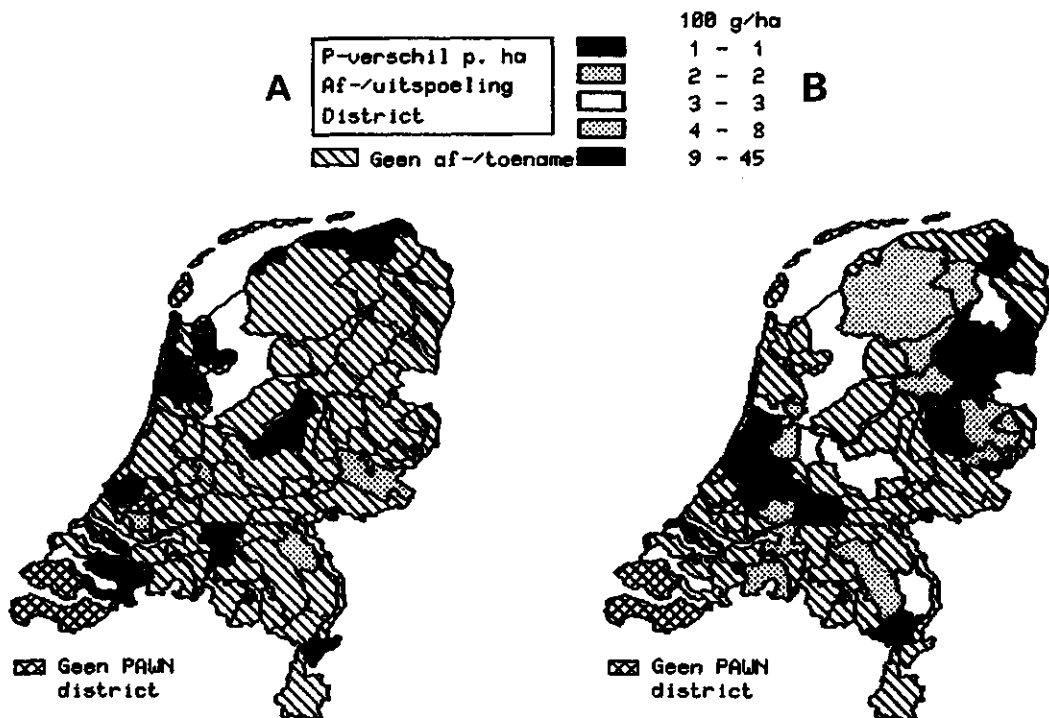 100 g/ha
A
P-verschil p. ha
Af-/uitspoeling
District
1 - 1
2 - 2
3 - 3
4 - 8
Geen af-/toename
9 - 45
B
Geen PAWN
district
Geen PAWN
district